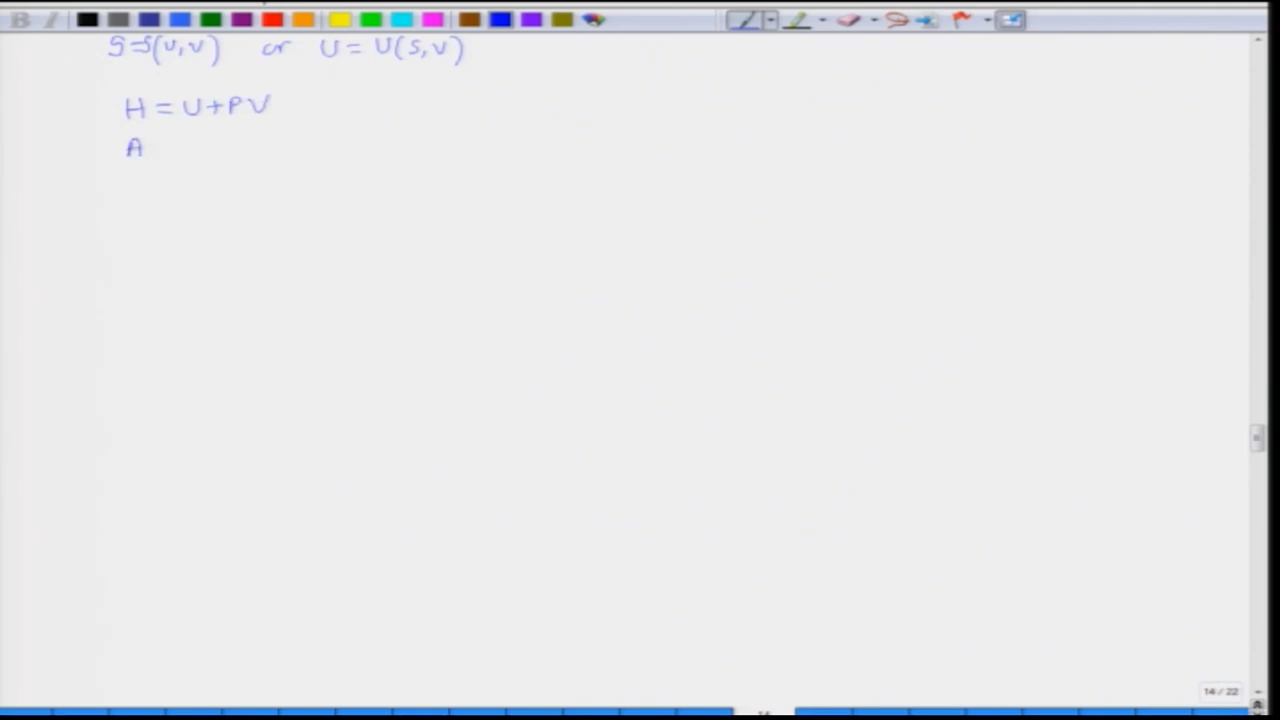 S=S(U,V) or U = U(S,V)
H = U+PV
A
14 / 22